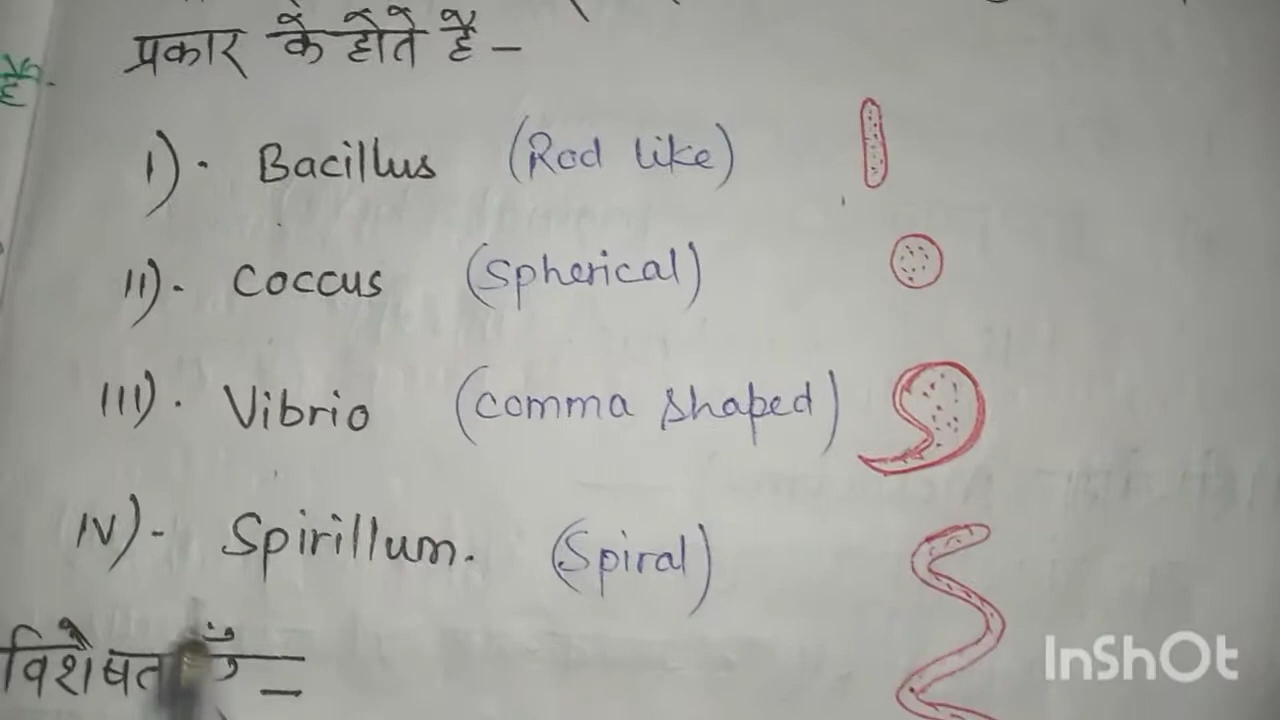 प्रकार के होते हैं –
I). Bacillus (Rod like)
II). Coccus (Spherical)
III). Vibrio (comma shaped)
IV)- Spirillum. (Spiral)
InShOt